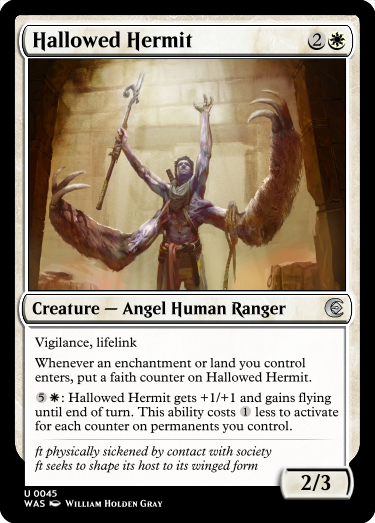 Hallowed Hermit 2
Creature — Angel Human Ranger
Vigilance, lifelink
Whenever an enchantment or land you control
enters, put a faith counter on Hallowed Hermit.
5 : Hallowed Hermit gets +1/+1 and gains flying
until end of turn. This ability costs 1 less to activate
for each counter on permanents you control.
ft physically sickened by contact with society
ft seeks to shape its host to its winged form
2/3
U 0045
WAS William Holden Gray